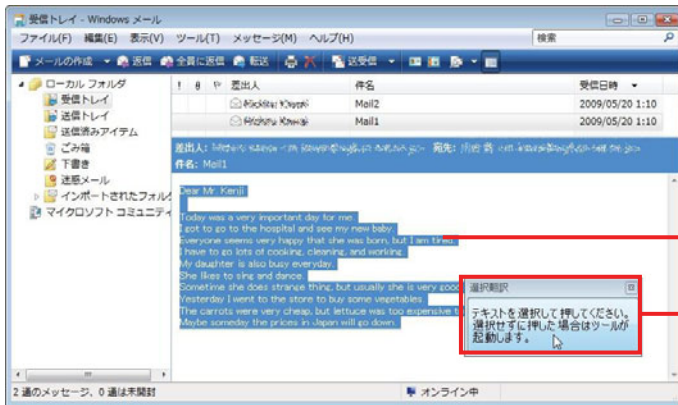 受信トレイ - Windows メール
ファイル(F) 編集(E) 表示(V) ツール(T) メッセージ(M) ヘルプ(H)
検索
メールの作成 返信 全員に返信 転送 送受信
ローカル フォルダ
受信トレイ
送信トレイ
送信済みアイテム
ごみ箱
下書き
迷惑メール
インポートされたフォルダ
マイクロソフト コミュニティ
! 差出人 件名 受信日時
Mail2 2009/05/20 1:10
Mail1 2009/05/20 1:10
差出人: 宛先:
件名: Mail1
Dear Mr. Kenji
Today was a very important day for me.
I got to go to the hospital and see my new baby.
Everyone seems very happy that she was born, but I am tired.
I have to go lots of cooking, cleaning, and working.
My daughter is also busy everyday.
She likes to sing and dance.
Sometime she does strange thing, but usually she is very good
Yesterday I went to the store to buy some vegetables.
The carrots were very cheap, but lettuce was too expensive
Maybe someday the prices in Japan will go down.
選択翻訳
テキストを選択して押してください。
選択せずに押した場合はツールが
起動します。
2 通のメッセージ、0 通は未開封
オンライン中